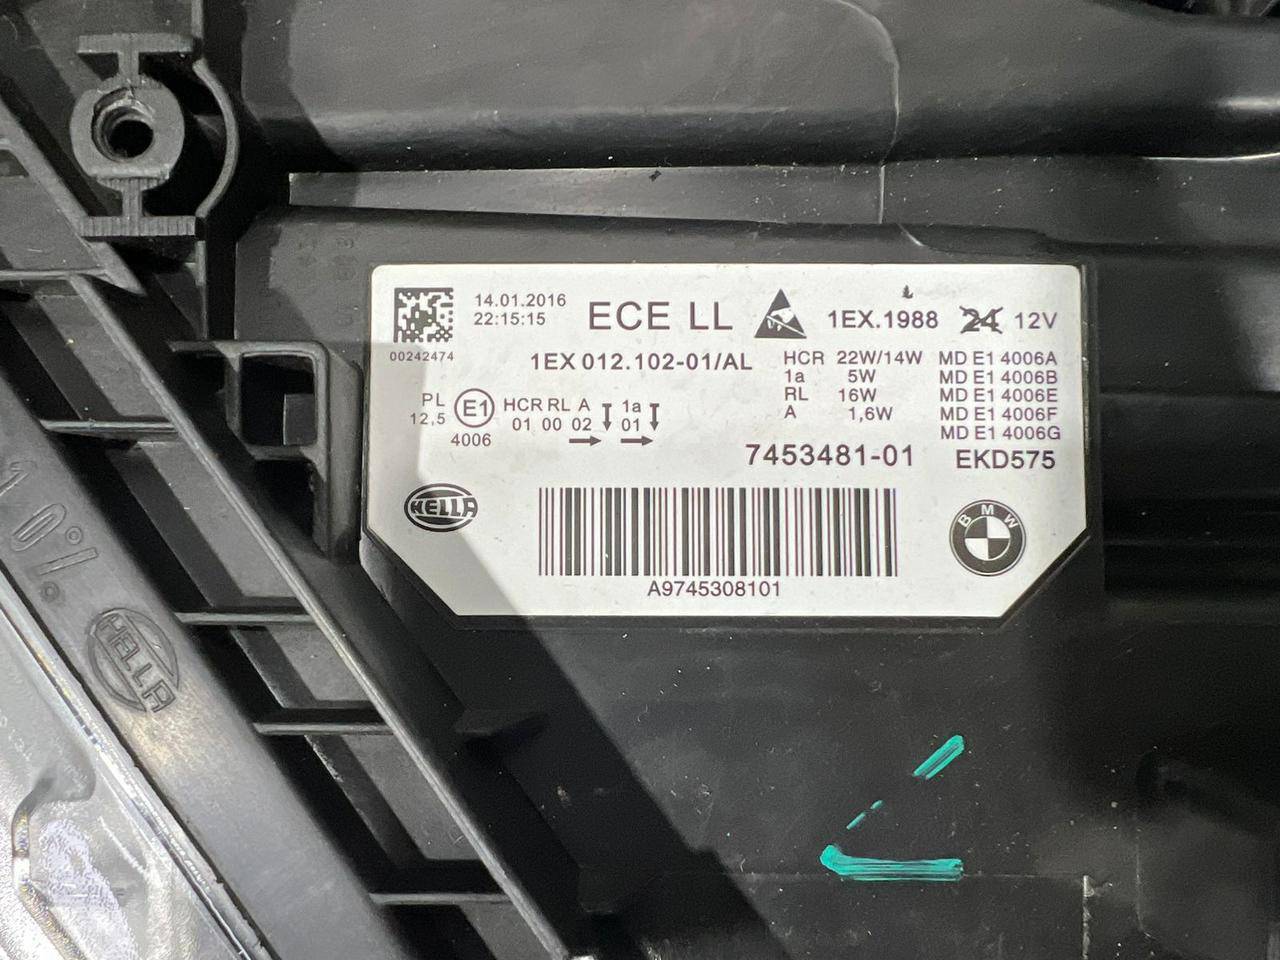 14.01.2016
22:15:15
ECE LL
1EX.1988 24 12V
00242474
1EX 012.102-01/AL
HCR 22W/14W MD E1 4006A
1a 5W MD E1 4006B
RL 16W MD E1 4006E
A 1,6W MD E1 4006F
MD E1 4006G
PL
12,5
E1
4006
HCR RL A 1a
01 00 02 01
7453481-01 EKD575
HELLA
BMW
A9745308101
HELLA